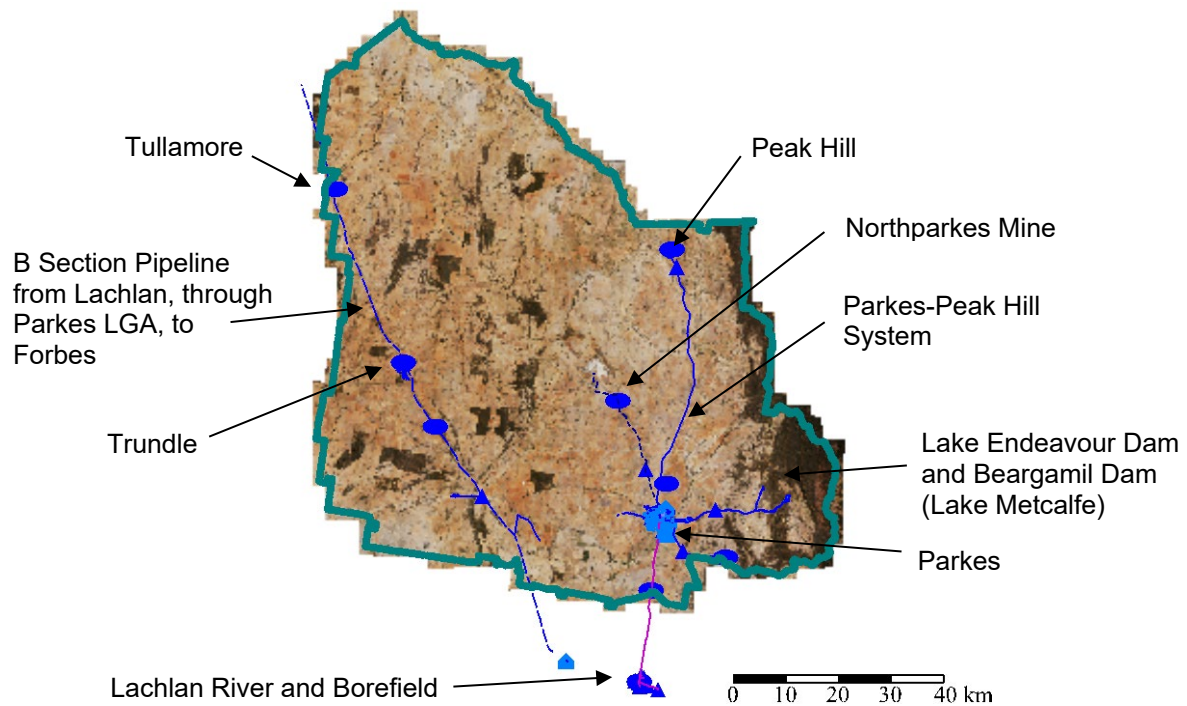 Tullamore
Peak Hill
Northparkes Mine
B Section Pipeline
from Lachlan, through
Parkes LGA, to
Forbes
Parkes-Peak Hill
System
Trundle
Lake Endeavour Dam
and Beargamil Dam
(Lake Metcalfe)
Parkes
Lachlan River and Borefield
0 10 20 30 40 km